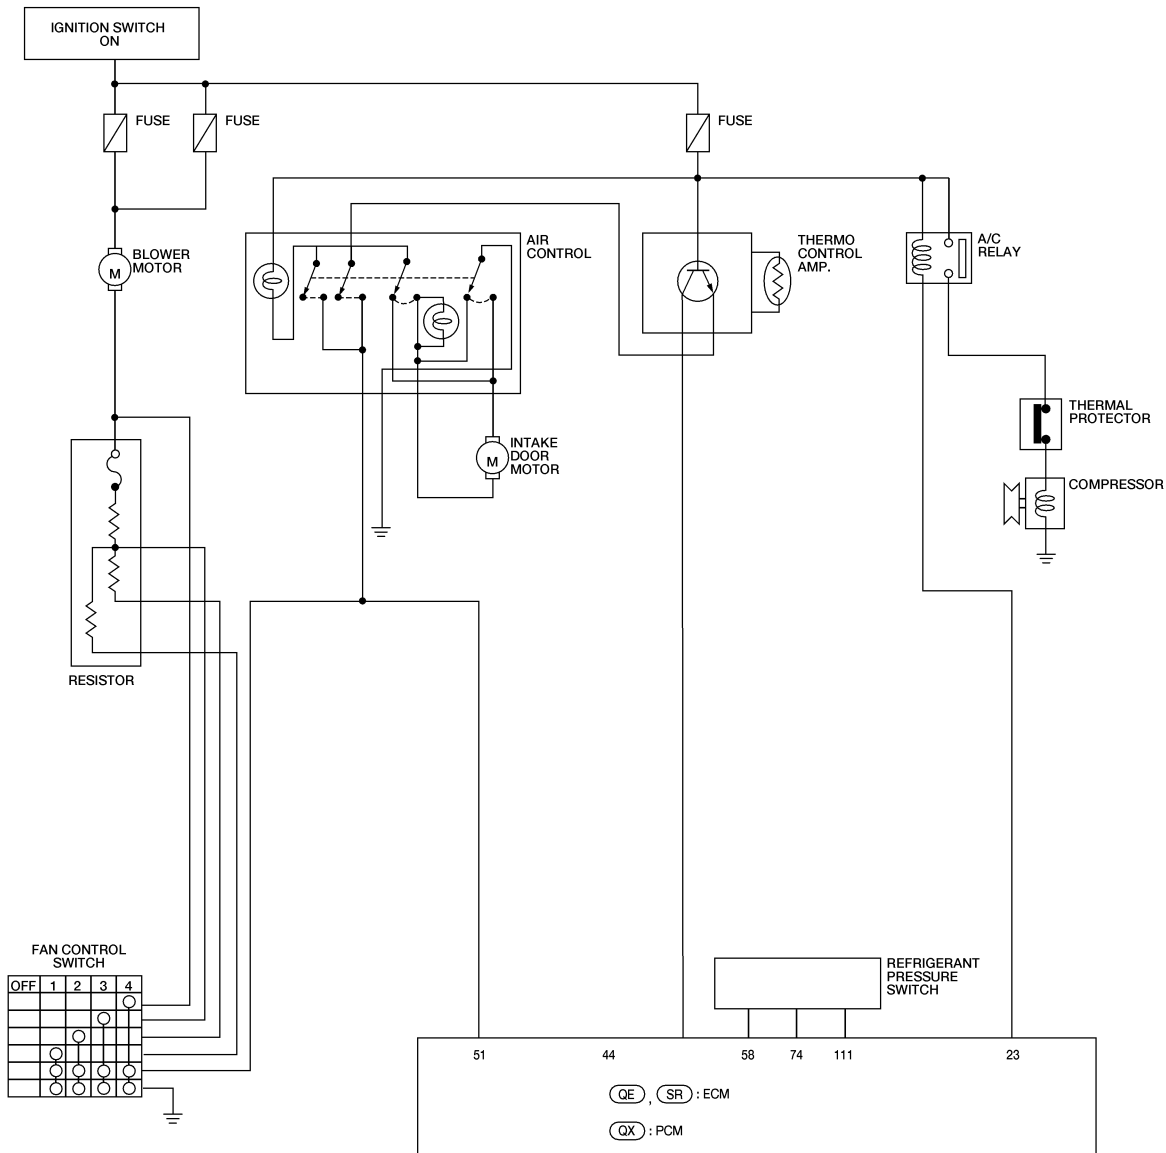 IGNITION SWITCH
ON
FUSE
FUSE
FUSE
BLOWER
MOTOR
M
AIR
CONTROL
THERMO
CONTROL
AMP.
A/C
RELAY
THERMAL
PROTECTOR
COMPRESSOR
INTAKE
DOOR
MOTOR
M
RESISTOR
FAN CONTROL
SWITCH
OFF 1 2 3 4
REFRIGERANT
PRESSURE
SWITCH
51 44 58 74 111 23
QE , SR : ECM
QX : PCM